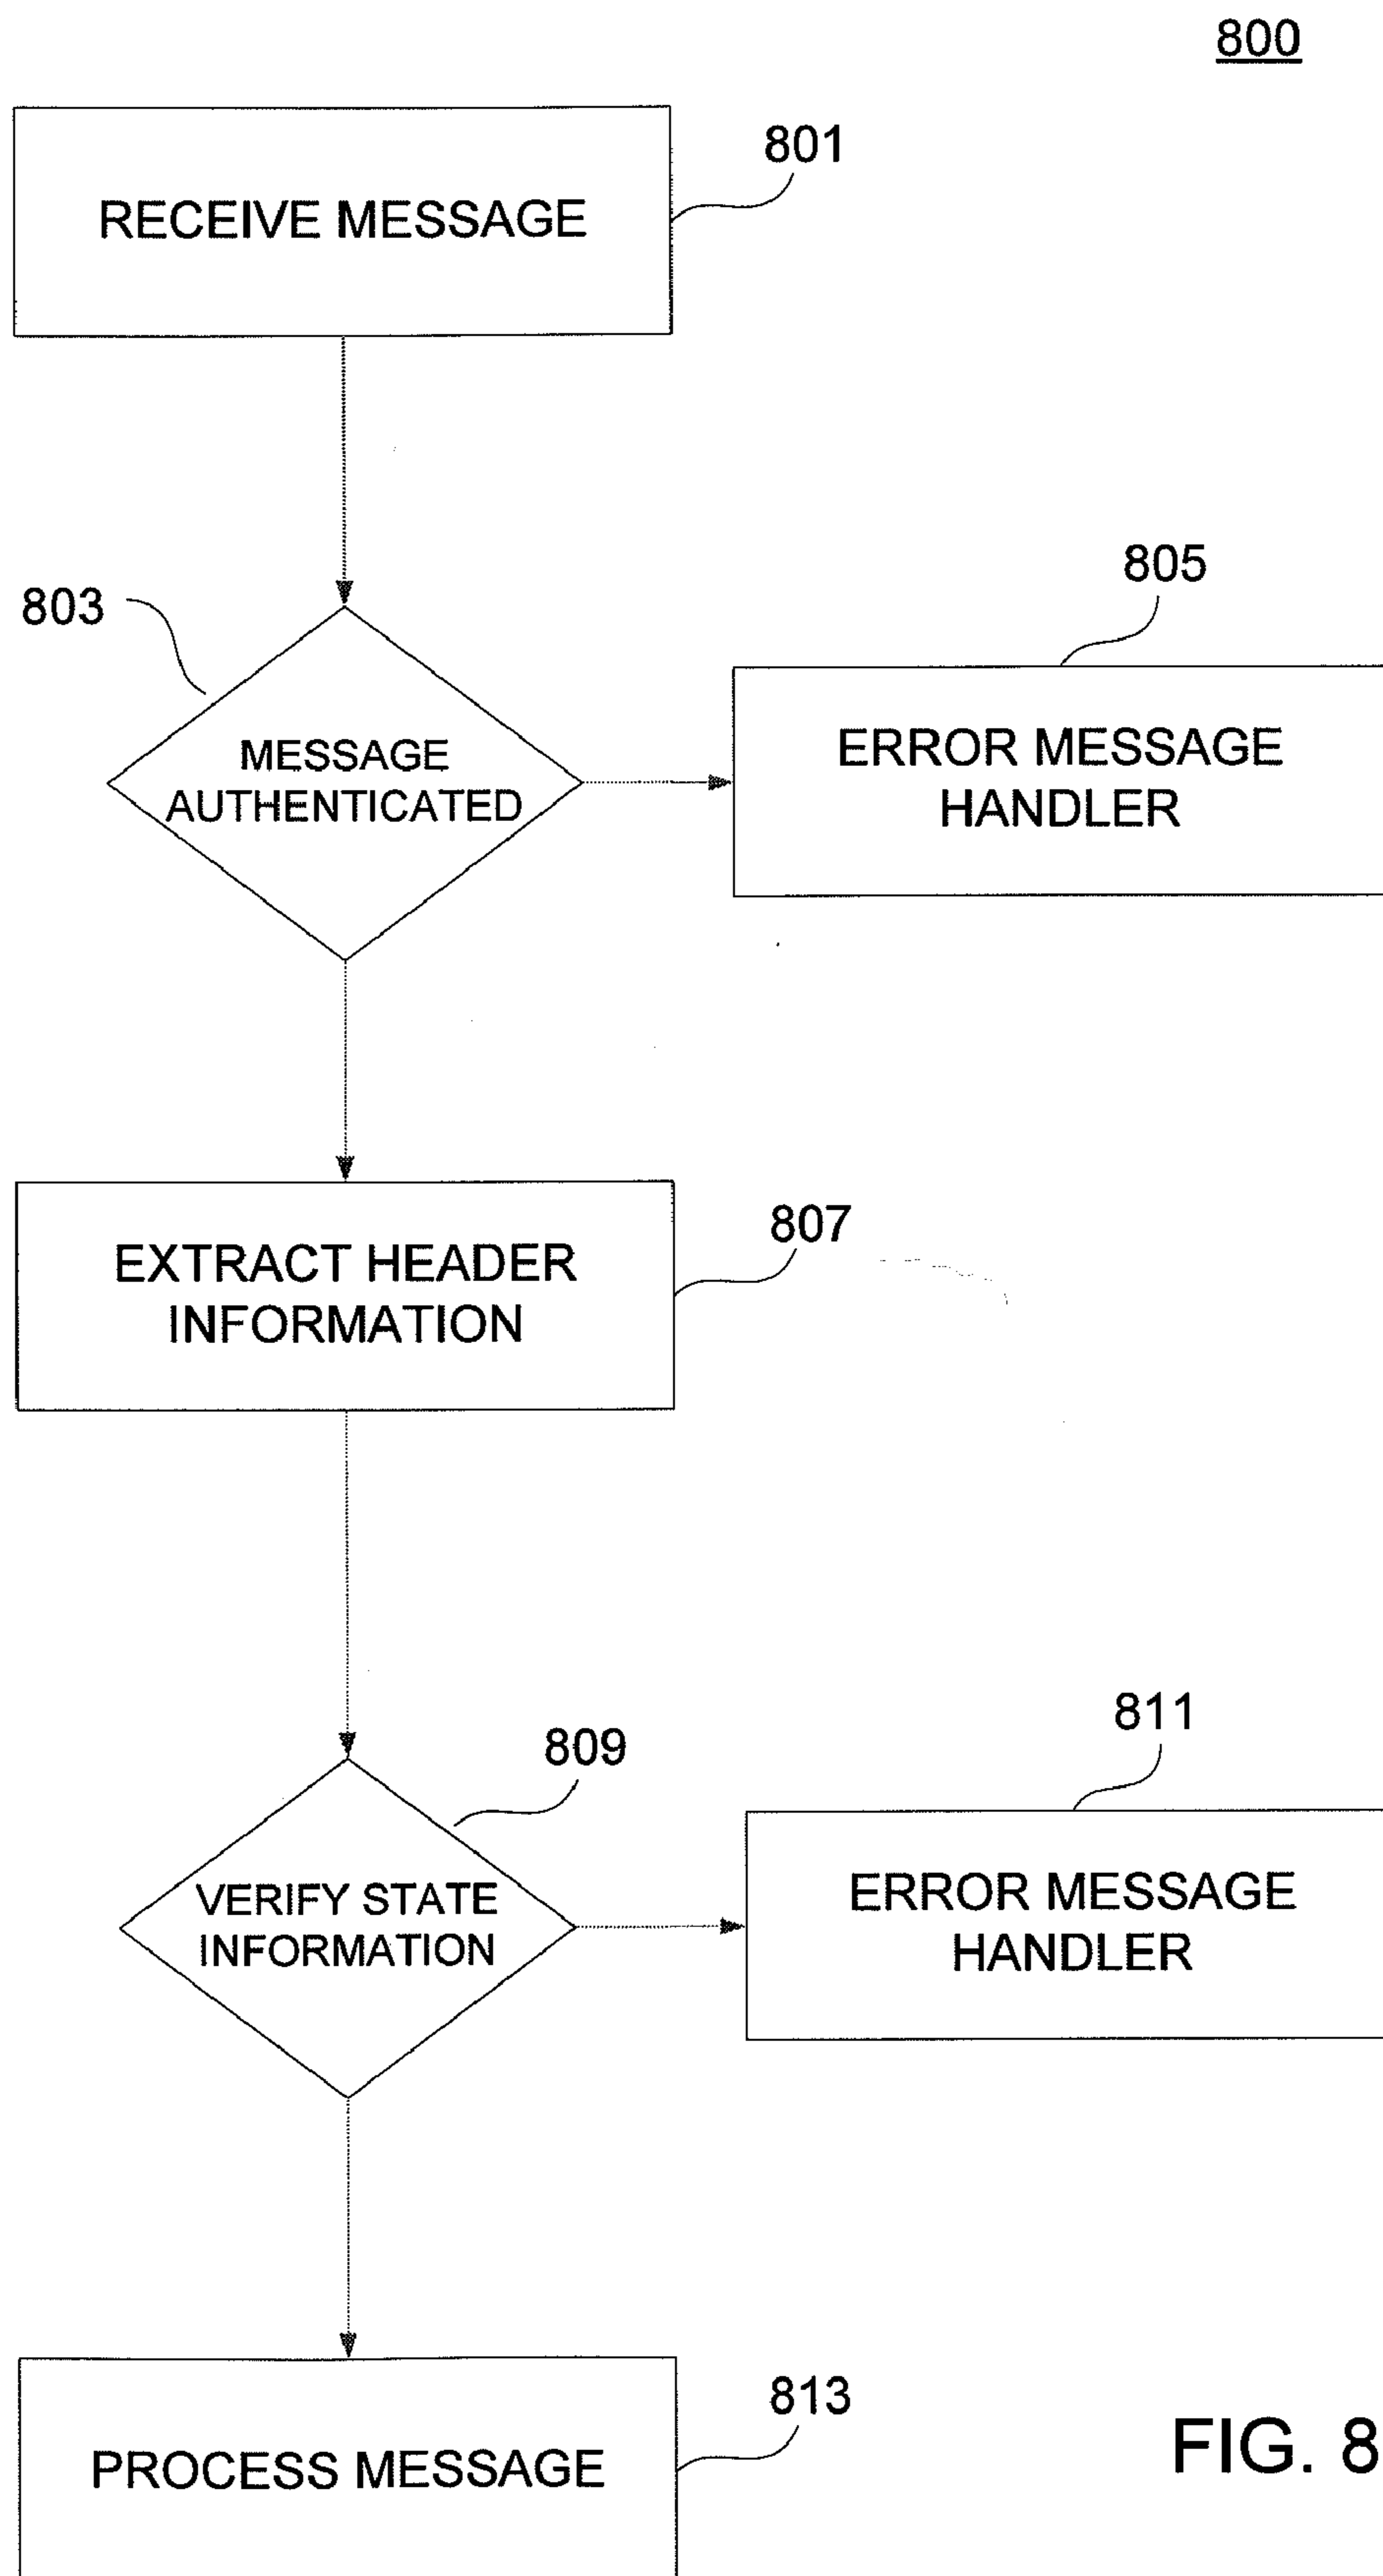 800
RECEIVE MESSAGE
801
803
MESSAGE
AUTHENTICATED
805
ERROR MESSAGE
HANDLER
EXTRACT HEADER
INFORMATION
807
809
VERIFY STATE
INFORMATION
811
ERROR MESSAGE
HANDLER
PROCESS MESSAGE
813
FIG. 8